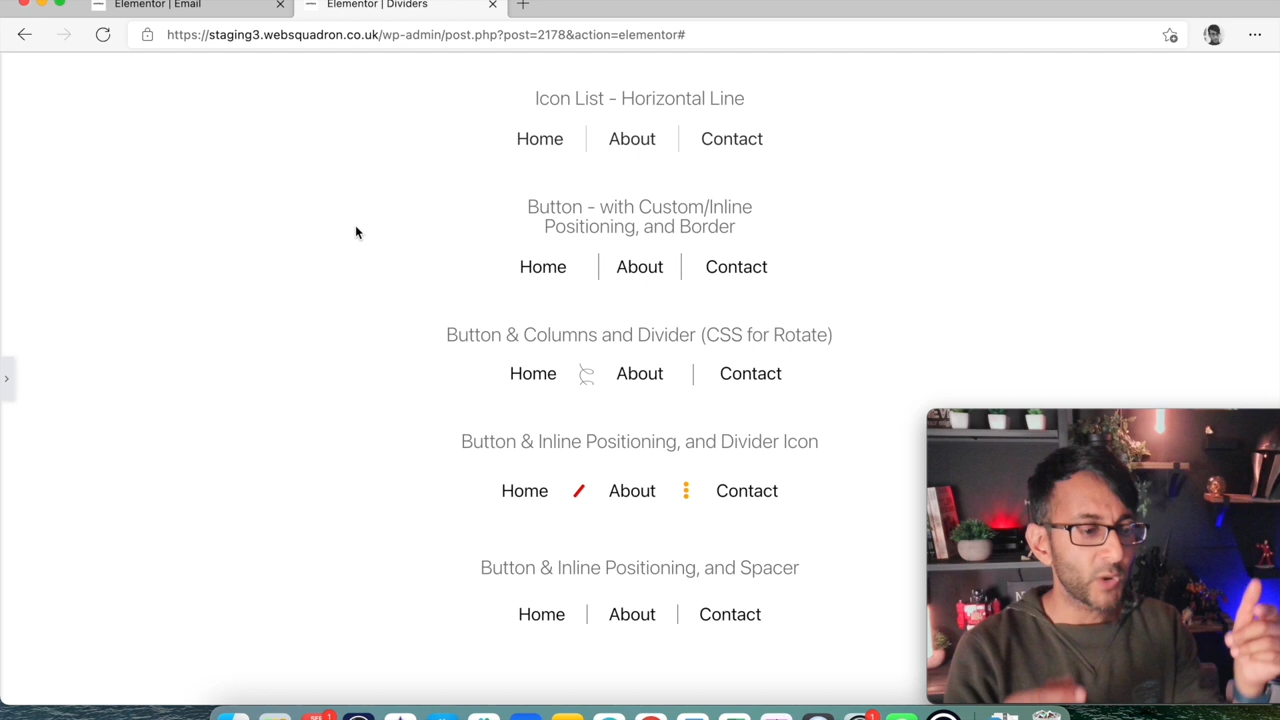 Elementor | Email
Elementor | Dividers
https://staging3.websquadron.co.uk/wp-admin/post.php?post=2178&action=elementor#
Icon List - Horizontal Line
Home About Contact
Button - with Custom/Inline
Positioning, and Border
Home About Contact
Button & Columns and Divider (CSS for Rotate)
Home About Contact
Button & Inline Positioning, and Divider Icon
Home About Contact
Button & Inline Positioning, and Spacer
Home About Contact